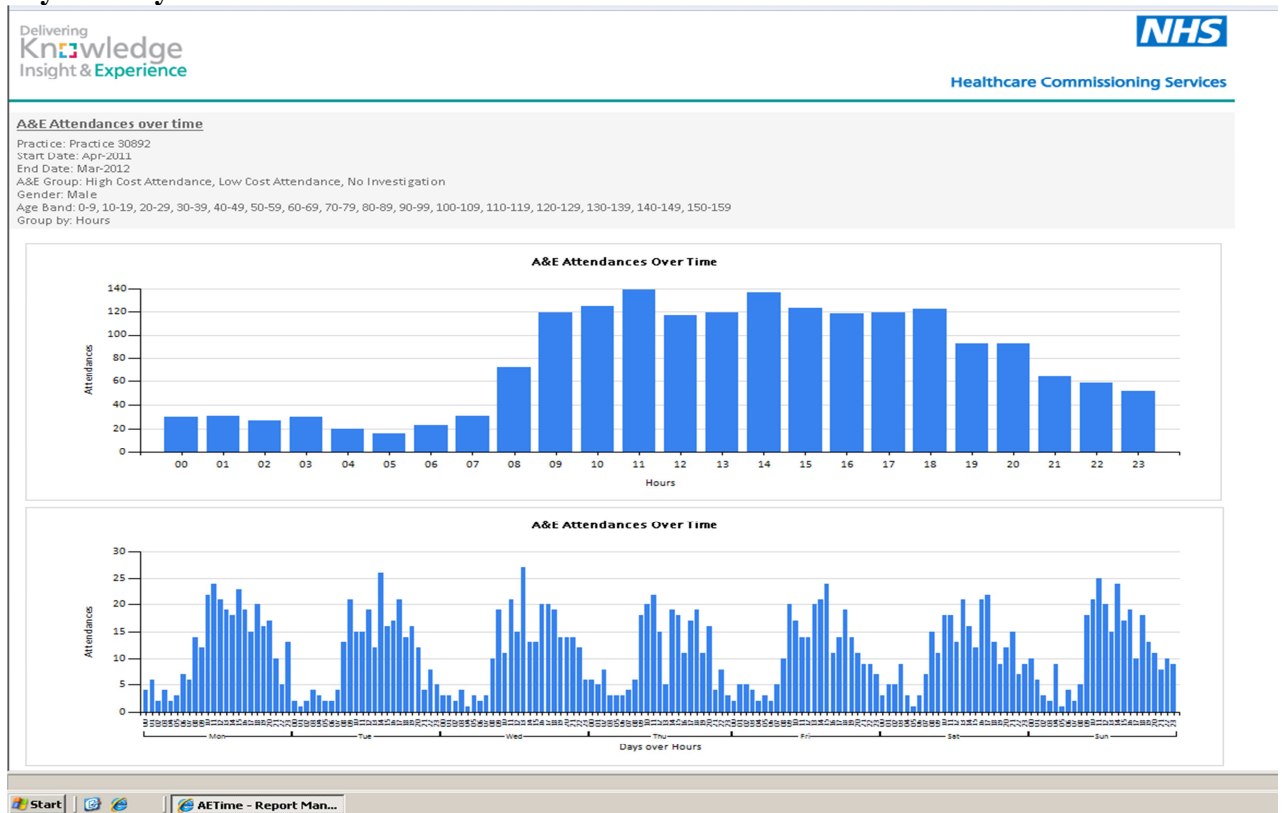 Delivering
Knowledge
Insight & Experience
NHS
Healthcare Commissioning Services
A&E Attendances over time
Practice: Practice 30892
Start Date: Apr-2011
End Date: Mar-2012
A&E Group: High Cost Attendance, Low Cost Attendance, No Investigation
Gender: Male
Age Band: 0-9, 10-19, 20-29, 30-39, 40-49, 50-59, 60-69, 70-79, 80-89, 90-99, 100-109, 110-119, 120-129, 130-139, 140-149, 150-159
Group by: Hours
A&E Attendances Over Time
140
120
100
80
60
40
20
0
Attendances
00 01 02 03 04 05 06 07 08 09 10 11 12 13 14 15 16 17 18 19 20 21 22 23
Hours
A&E Attendances Over Time
30
25
20
15
10
5
0
Attendances
Mon Tue Wed Thu Fri Sat Sun
Days over Hours
Start
AETime - Report Man...